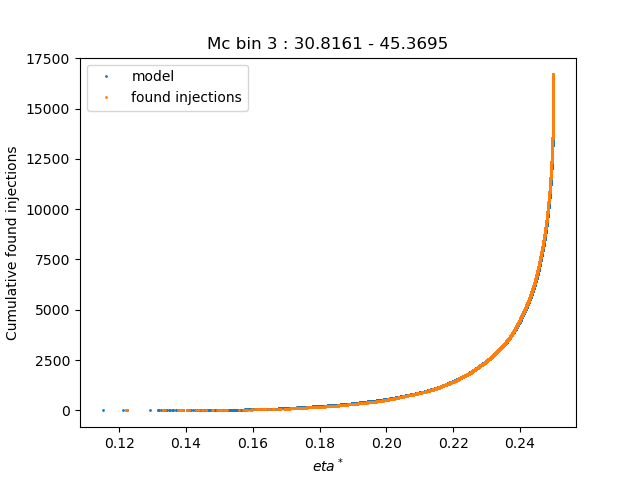 Mc bin 3 : 30.8161 - 45.3695
model
found injections
Cumulative found injections
17500
15000
12500
10000
7500
5000
2500
0
0.12 0.14 0.16 0.18 0.20 0.22 0.24
eta*